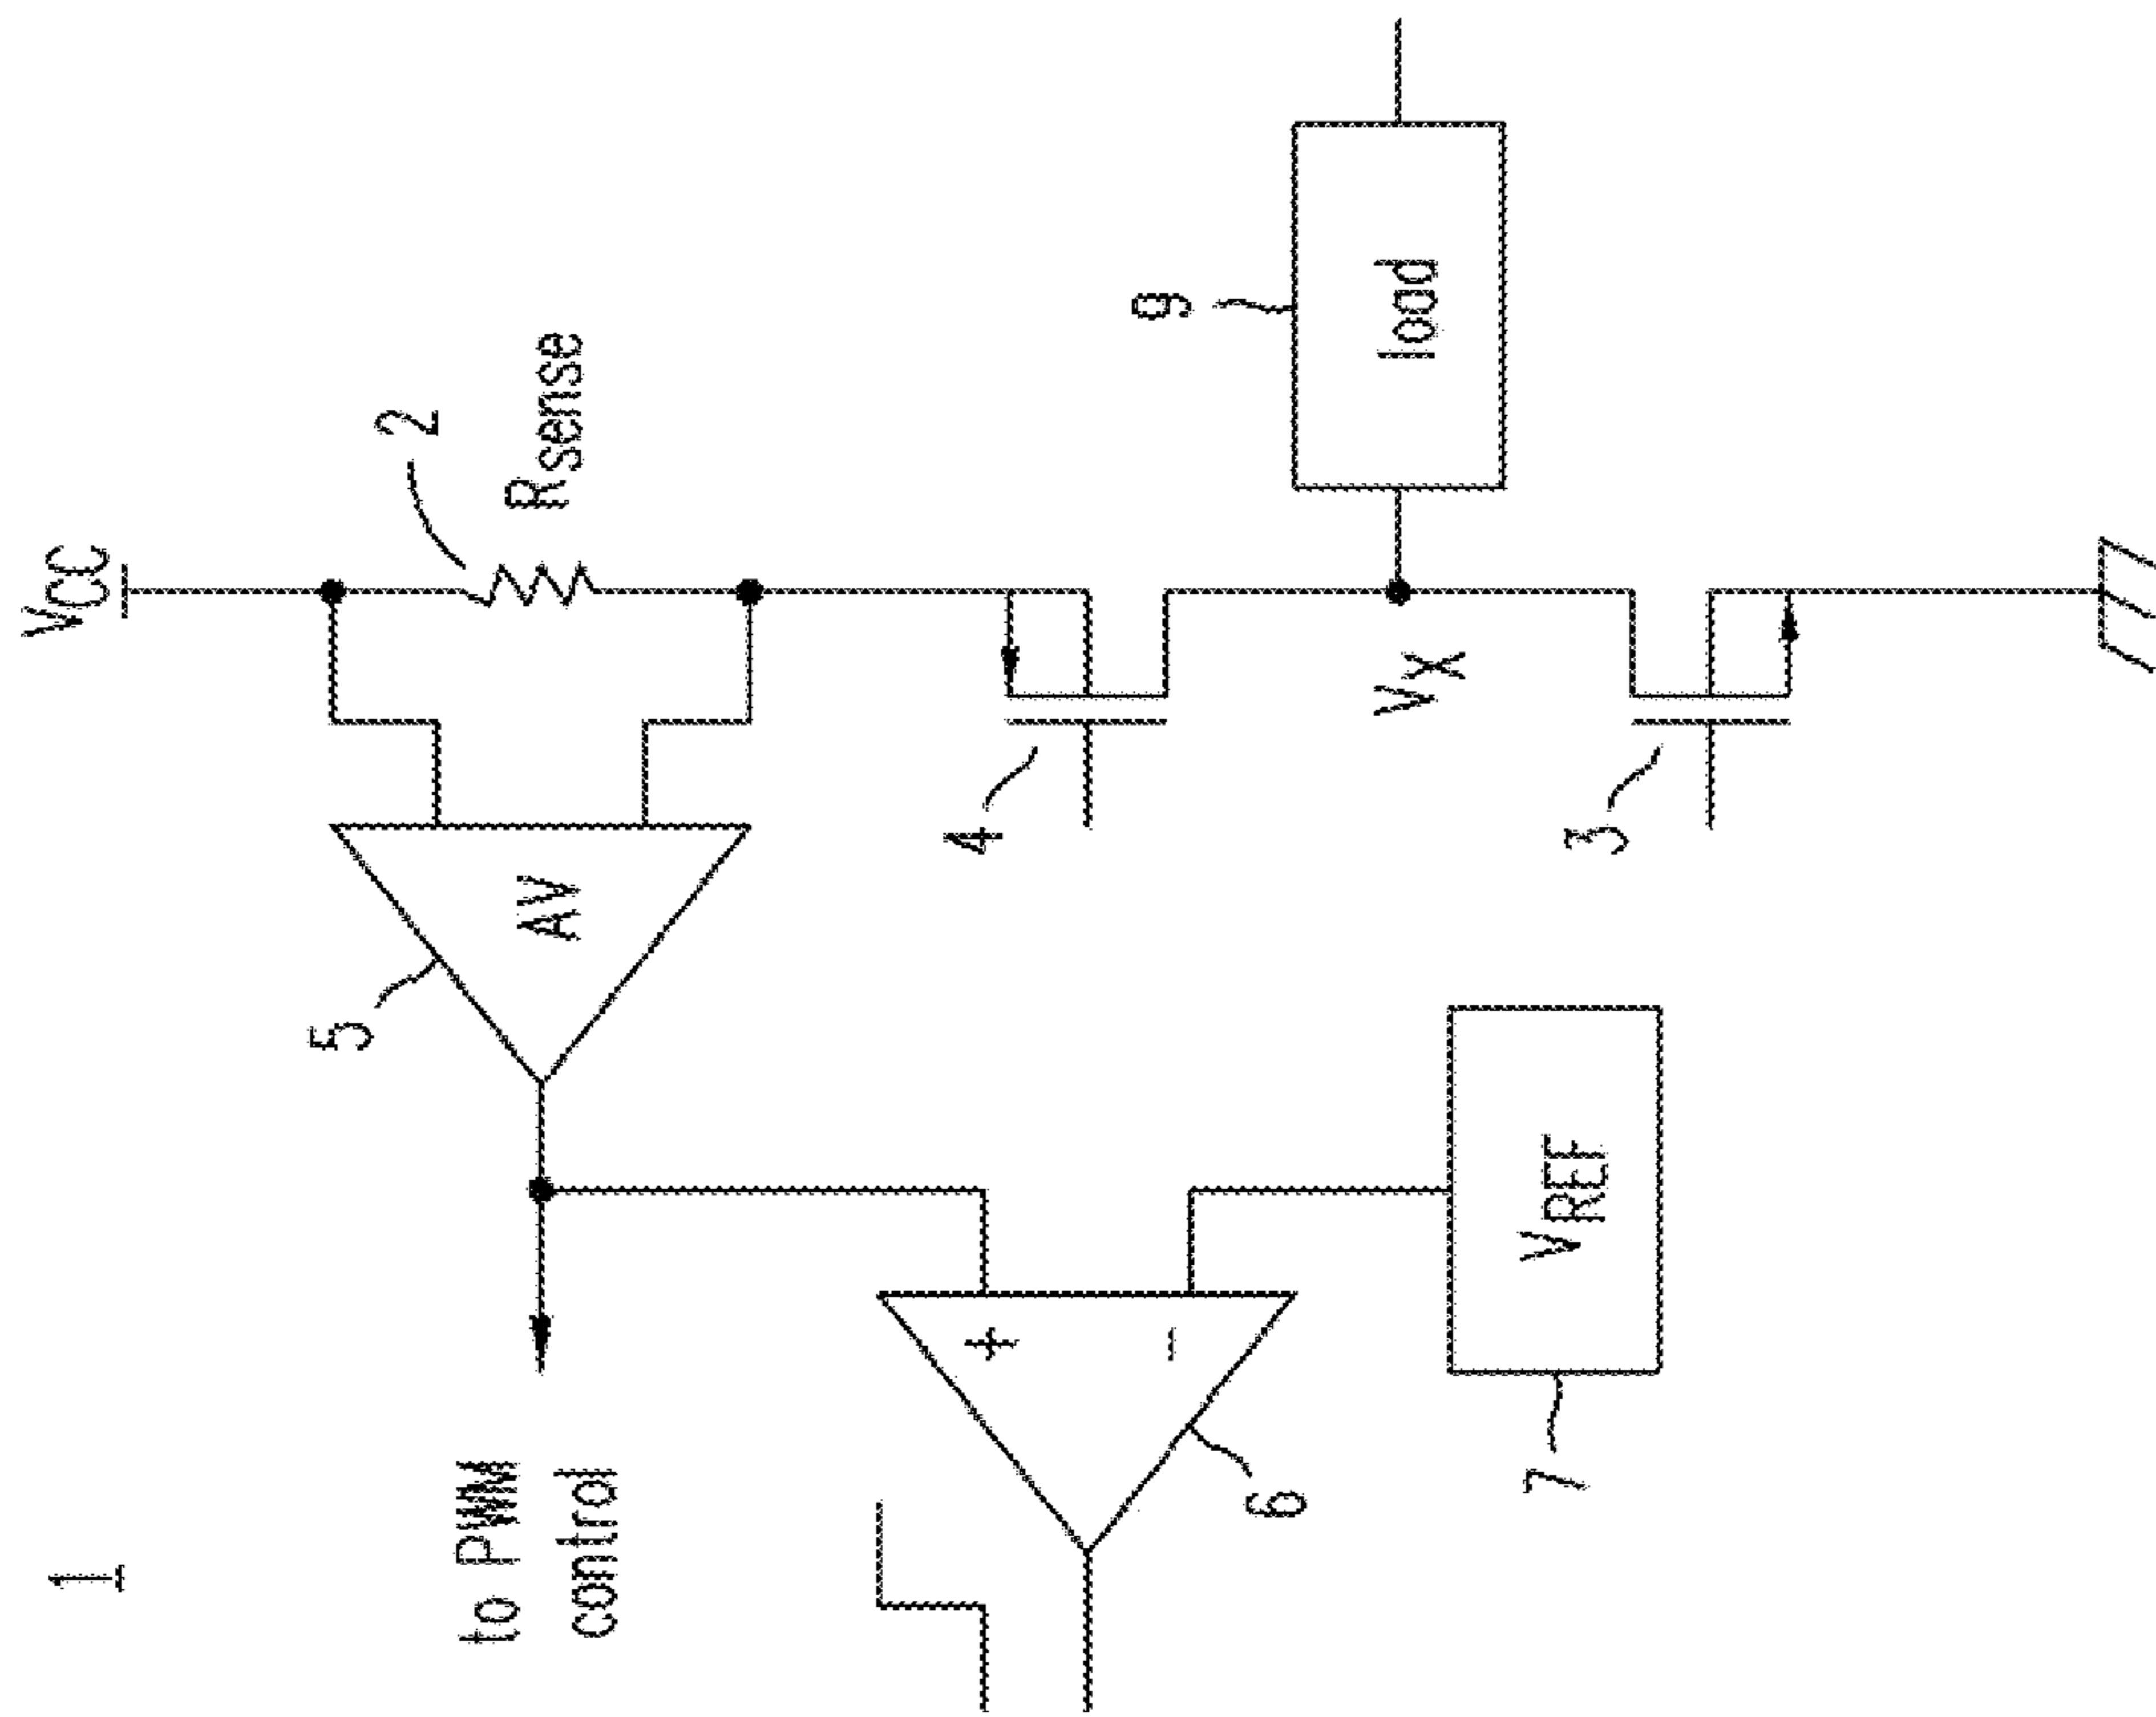 1
VCC
2
Rsense
5
AV
to PWM
control
4
9
load
VX
6
+
-
7
VREF
3